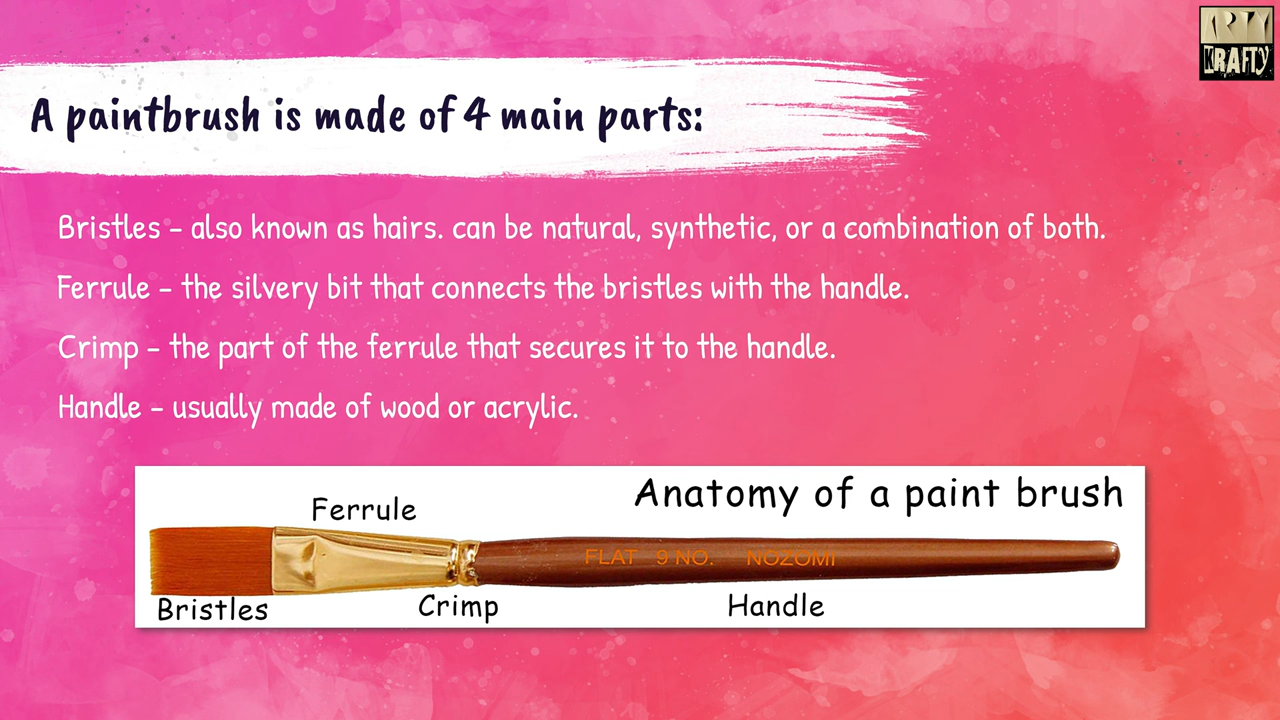 ARTY
KRAFTY
A paintbrush is made of 4 main parts:
Bristles – also known as hairs. can be natural, synthetic, or a combination of both.
Ferrule – the silvery bit that connects the bristles with the handle.
Crimp – the part of the ferrule that secures it to the handle.
Handle – usually made of wood or acrylic.
Anatomy of a paint brush
Ferrule
FLAT 9 NO. NOZOMI
Bristles
Crimp
Handle